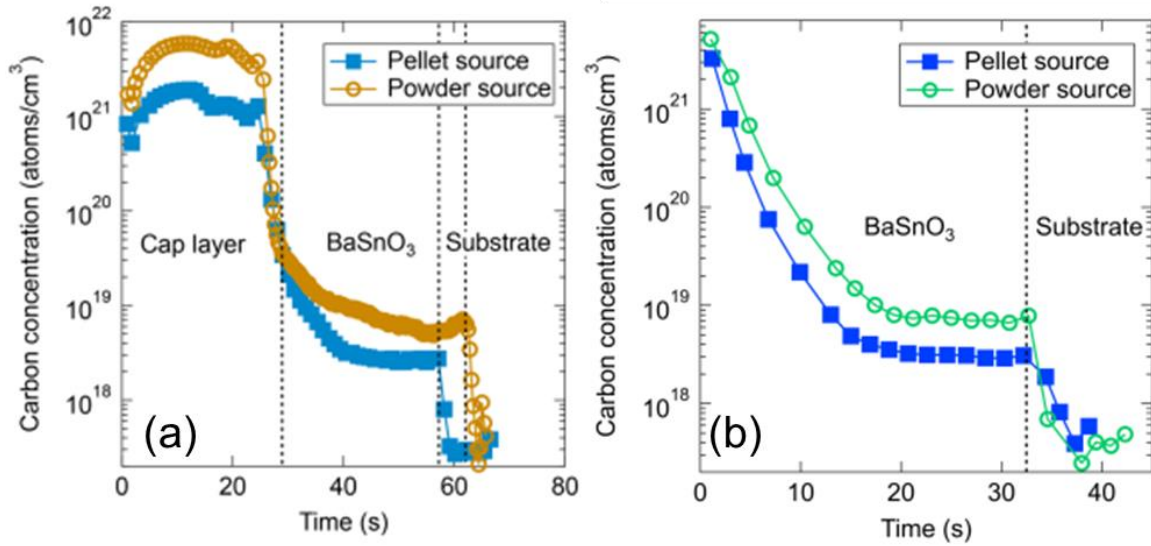 10^22
10^21
10^20
10^19
10^18
Carbon concentration (atoms/cm^3)
Pellet source
Powder source
Cap layer
BaSnO₃
Substrate
(a)
0 20 40 60 80
Time (s)
10^21
10^20
10^19
10^18
Carbon concentration (atoms/cm^3)
Pellet source
Powder source
BaSnO₃
Substrate
(b)
0 10 20 30 40
Time (s)